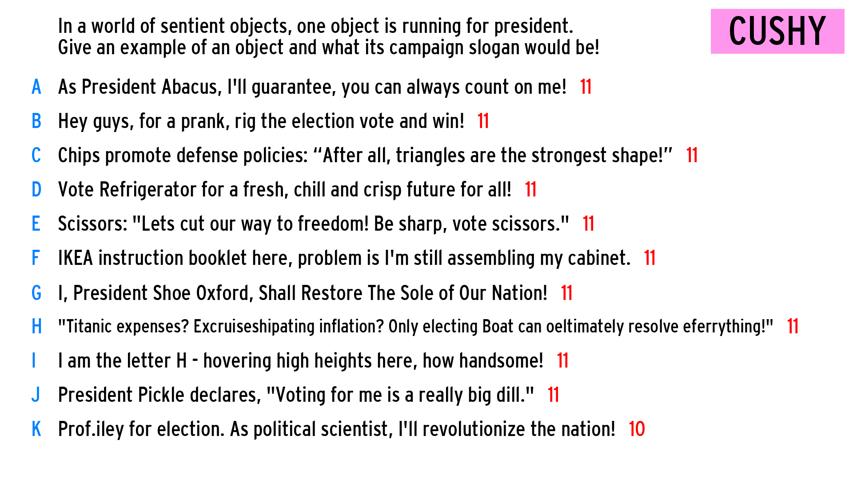 In a world of sentient objects, one object is running for president.
Give an example of an object and what its campaign slogan would be!
CUSHY
A As President Abacus, I'll guarantee, you can always count on me! 11
B Hey guys, for a prank, rig the election vote and win! 11
C Chips promote defense policies: “After all, triangles are the strongest shape!” 11
D Vote Refrigerator for a fresh, chill and crisp future for all! 11
E Scissors: "Lets cut our way to freedom! Be sharp, vote scissors." 11
F IKEA instruction booklet here, problem is I'm still assembling my cabinet. 11
G I, President Shoe Oxford, Shall Restore The Sole of Our Nation! 11
H "Titanic expenses? Excruiseshipating inflation? Only electing Boat can oeltimately resolve eferrything!" 11
I I am the letter H - hovering high heights here, how handsome! 11
J President Pickle declares, "Voting for me is a really big dill." 11
K Prof.iley for election. As political scientist, I'll revolutionize the nation! 10